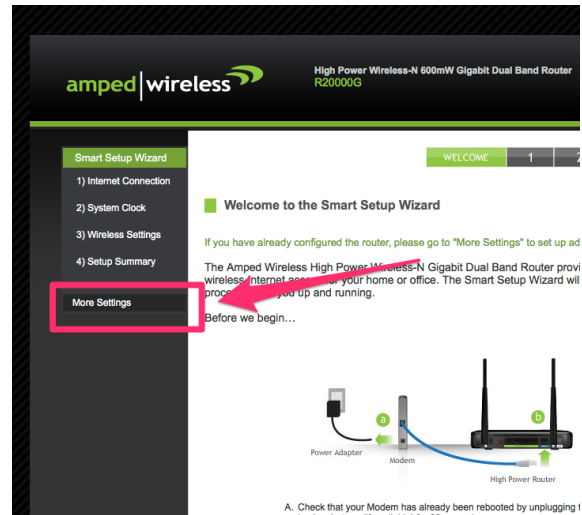 amped wireless
High Power Wireless-N 600mW Gigabit Dual Band Router
R20000G
Smart Setup Wizard
1) Internet Connection
2) System Clock
3) Wireless Settings
4) Setup Summary
More Settings
WELCOME 1 2
Welcome to the Smart Setup Wizard
If you have already configured the router, please go to "More Settings" to set up ad
The Amped Wireless High Power Wireless-N Gigabit Dual Band Router provi
wireless Internet access for your home or office. The Smart Setup Wizard will
you up and running.
Before we begin…
a
b
Power Adapter
Modem
High Power Router
A. Check that your Modem has already been rebooted by unplugging t